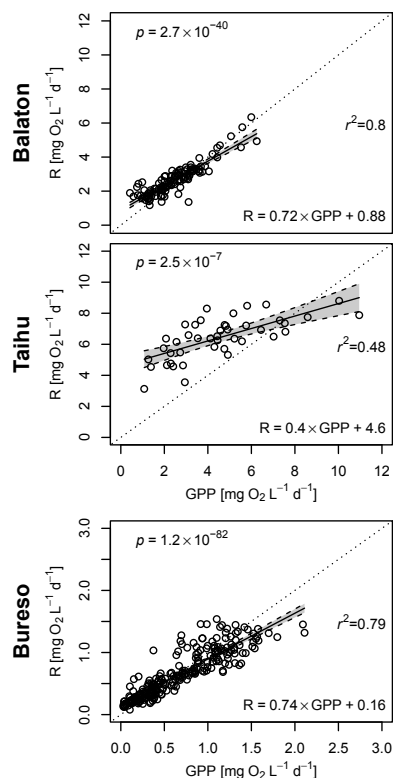 Balaton
R [mg O₂ L⁻¹ d⁻¹]
12
10
8
6
4
2
0
p = 2.7 × 10⁻⁴⁰
r²=0.8
R = 0.72 × GPP + 0.88
Taihu
R [mg O₂ L⁻¹ d⁻¹]
12
10
8
6
4
2
0
p = 2.5 × 10⁻⁷
r²=0.48
R = 0.4 × GPP + 4.6
0 2 4 6 8 10 12
GPP [mg O₂ L⁻¹ d⁻¹]
Bureso
R [mg O₂ L⁻¹ d⁻¹]
3.0
2.0
1.0
0.0
p = 1.2 × 10⁻⁸²
r²=0.79
R = 0.74 × GPP + 0.16
0.0 0.5 1.0 1.5 2.0 2.5 3.0
GPP [mg O₂ L⁻¹ d⁻¹]